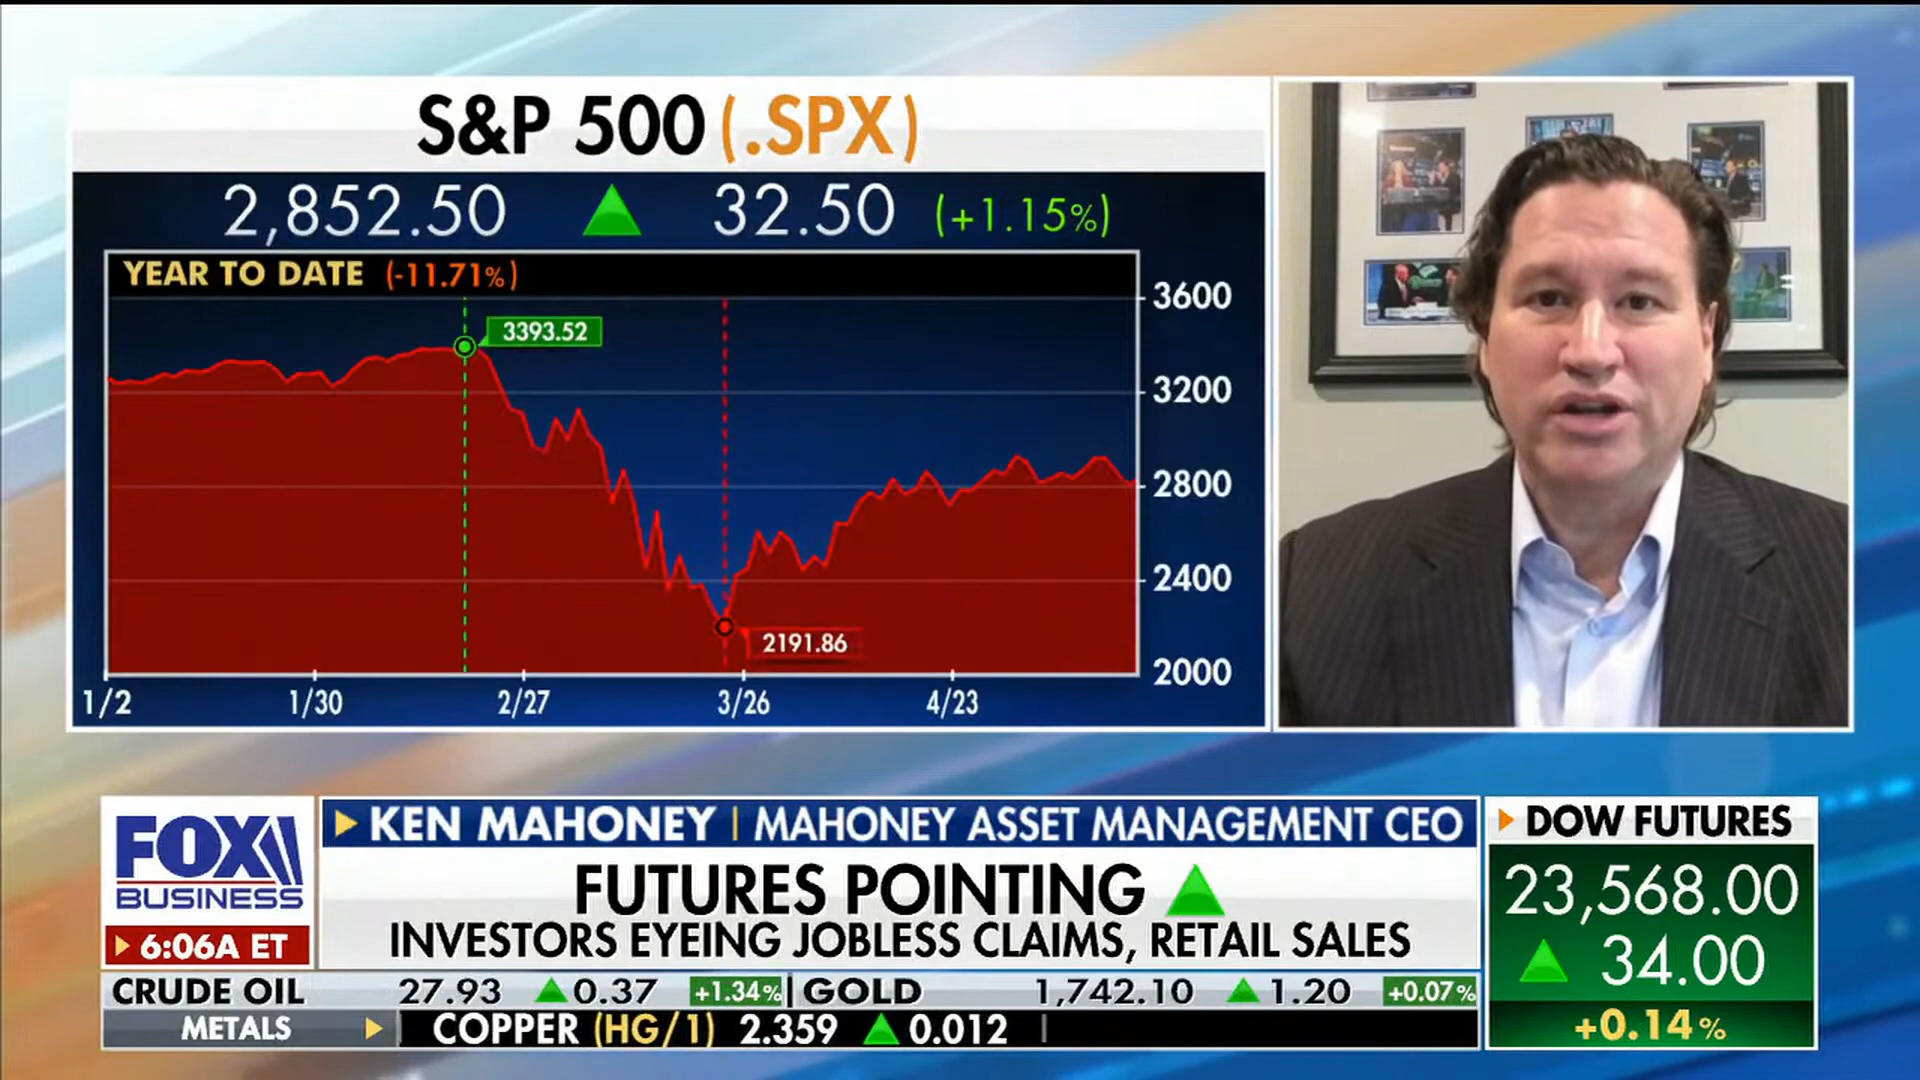 S&P 500 (.SPX)
2,852.50 ▲ 32.50 (+1.15%)
YEAR TO DATE (-11.71%)
3393.52
2191.86
3600
3200
2800
2400
2000
1/2 1/30 2/27 3/26 4/23
FOX
BUSINESS
6:06A ET
KEN MAHONEY | MAHONEY ASSET MANAGEMENT CEO
FUTURES POINTING ▲
INVESTORS EYEING JOBLESS CLAIMS, RETAIL SALES
DOW FUTURES
23,568.00
▲ 34.00
+0.14%
CRUDE OIL 27.93 ▲ 0.37 +1.34% | GOLD 1,742.10 ▲ 1.20 +0.07%
METALS COPPER (HG/1) 2.359 ▲ 0.012 |